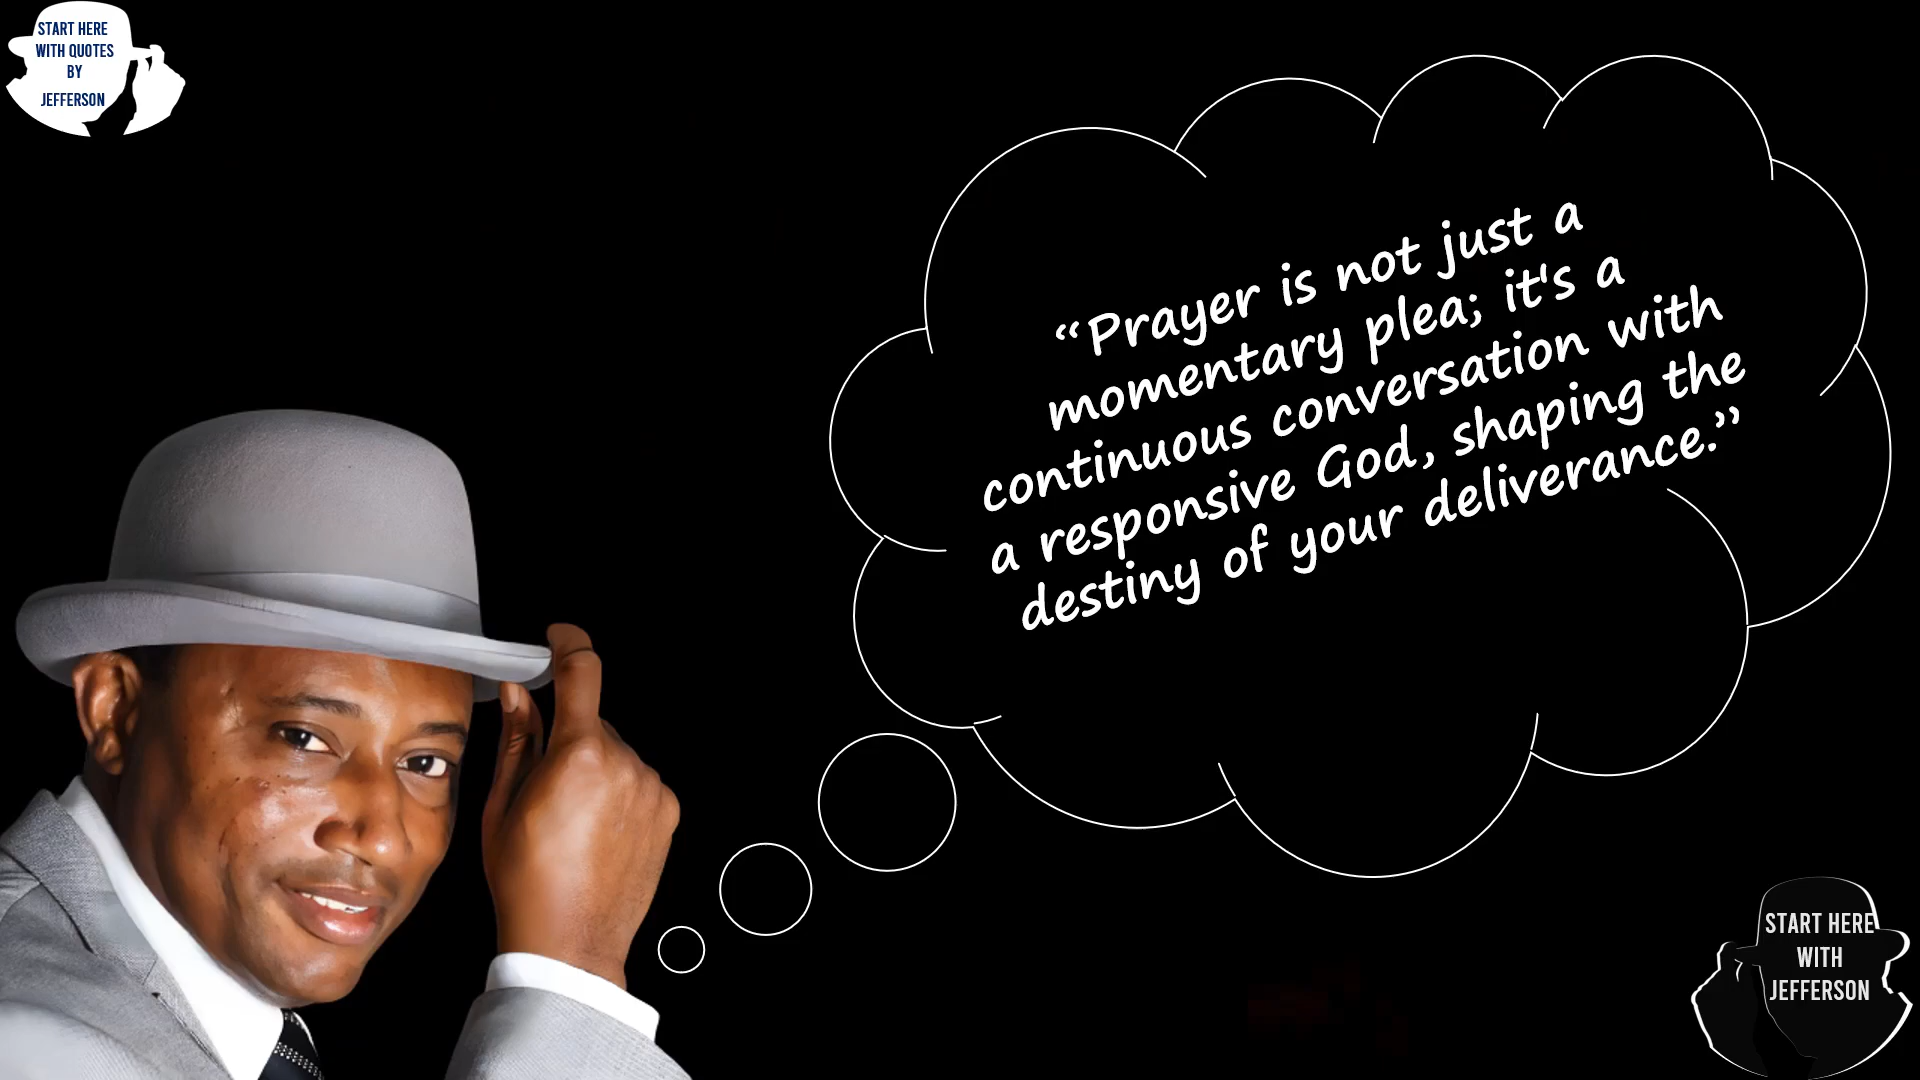 START HERE
WITH QUOTES
BY
JEFFERSON
“Prayer is not just a
momentary plea; it's a
continuous conversation with
a responsive God, shaping the
destiny of your deliverance.”
START HERE
WITH
JEFFERSON